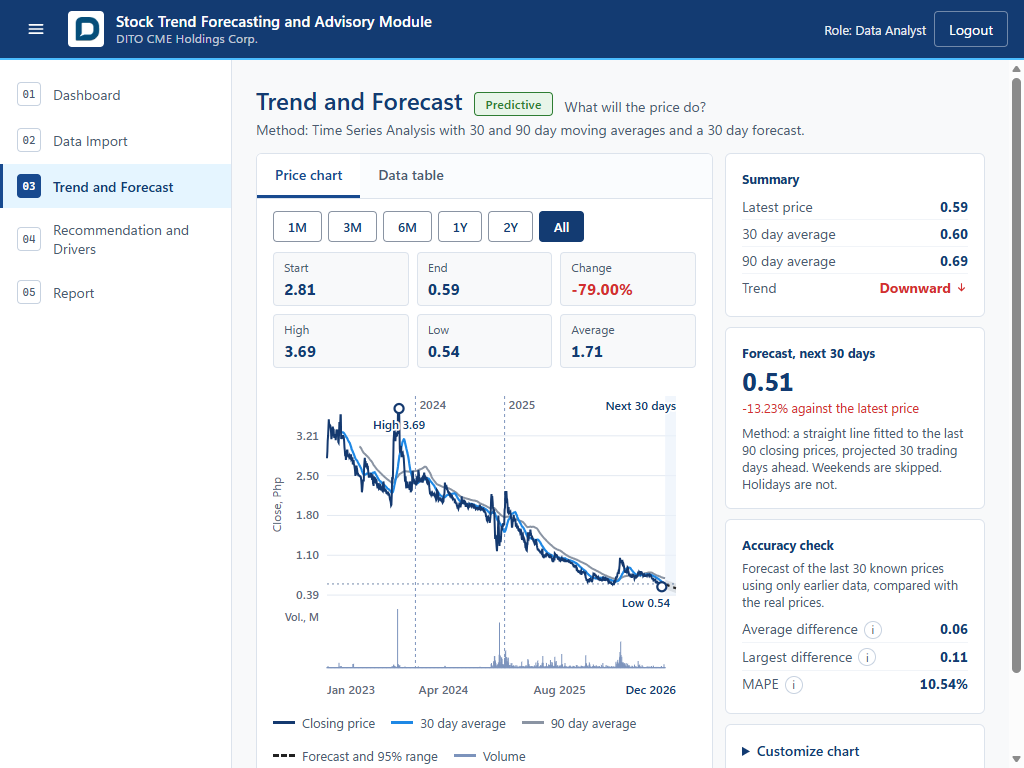 Stock Trend Forecasting and Advisory Module
DITO CME Holdings Corp.
Role: Data Analyst
Logout
01 Dashboard
02 Data Import
03 Trend and Forecast
04 Recommendation and
Drivers
05 Report
Trend and Forecast
Predictive
What will the price do?
Method: Time Series Analysis with 30 and 90 day moving averages and a 30 day forecast.
Price chart
Data table
1M
3M
6M
1Y
2Y
All
Start
2.81
End
0.59
Change
-79.00%
High
3.69
Low
0.54
Average
1.71
2024
2025
Next 30 days
High 3.69
3.21
2.50
1.80
1.10
0.39
Close, Php
Low 0.54
Vol., M
Jan 2023
Apr 2024
Aug 2025
Dec 2026
Closing price
30 day average
90 day average
Forecast and 95% range
Volume
Summary
Latest price 0.59
30 day average 0.60
90 day average 0.69
Trend Downward ↓
Forecast, next 30 days
0.51
-13.23% against the latest price
Method: a straight line fitted to the last
90 closing prices, projected 30 trading
days ahead. Weekends are skipped.
Holidays are not.
Accuracy check
Forecast of the last 30 known prices
using only earlier data, compared with
the real prices.
Average difference i 0.06
Largest difference i 0.11
MAPE i 10.54%
Customize chart